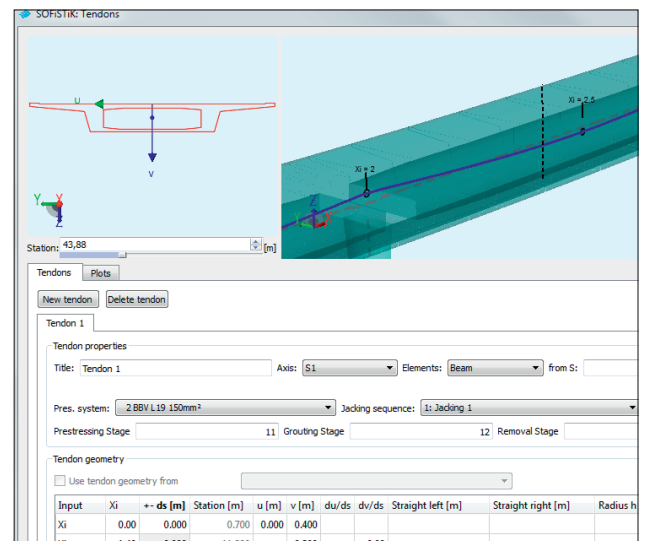 SOFiSTiK: Tendons
u
v
Y X
Z
Xi = 2,5
Xi = 2
Z
X
Station: 43,88 [m]
Tendons Plots
New tendon Delete tendon
Tendon 1
Tendon properties
Title: Tendon 1 Axis: S1 Elements: Beam from S:
Pres. system: 2 BBV L19 150mm² Jacking sequence: 1: Jacking 1
Prestressing Stage 11 Grouting Stage 12 Removal Stage
Tendon geometry
Use tendon geometry from
Input Xi +- ds [m] Station [m] u [m] v [m] du/ds dv/ds Straight left [m] Straight right [m] Radius h
Xi 0.00 0.000 0.700 0.000 0.400